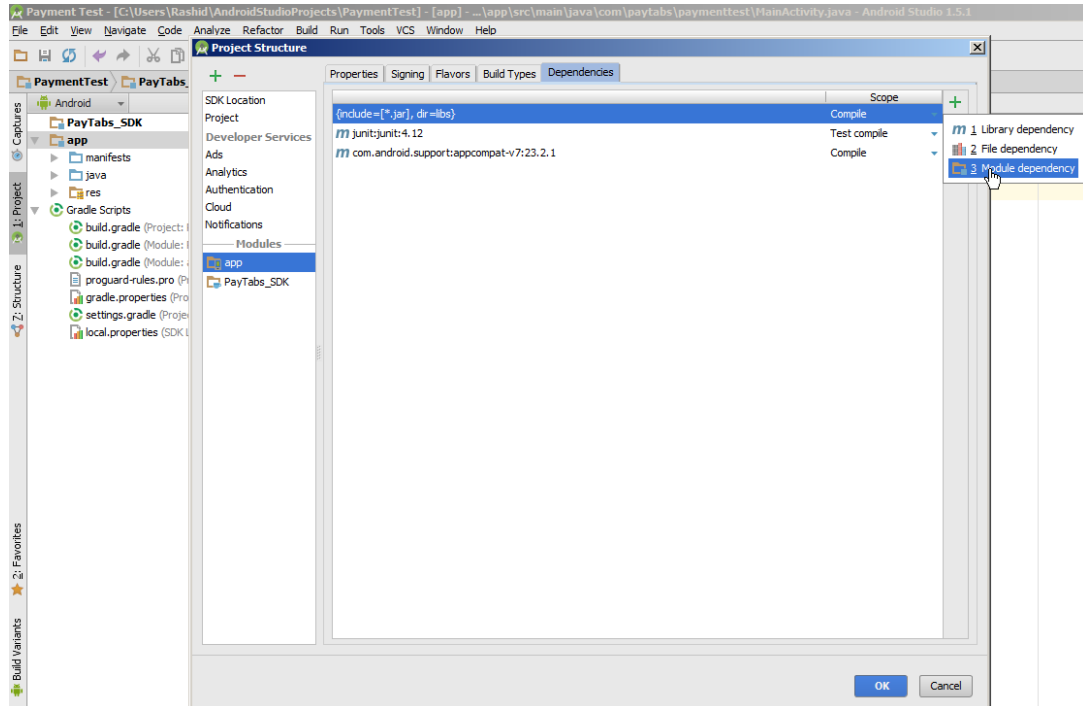 Payment Test - [C:\Users\Rashid\AndroidStudioProjects\PaymentTest] - [app] - ...\app\src\main\java\com\paytabs\paymenttest\MainActivity.java - Android Studio 1.5.1
File Edit View Navigate Code Analyze Refactor Build Run Tools VCS Window Help
Project Structure
PaymentTest PayTabs_
Android
PayTabs_SDK
app
manifests
java
res
Gradle Scripts
build.gradle (Project:
build.gradle (Module:
build.gradle (Module:
proguard-rules.pro (Pr
gradle.properties (Pro
settings.gradle (Proje
local.properties (SDK L
Captures
1: Project
Z: Structure
2: Favorites
Build Variants
SDK Location
Project
Developer Services
Ads
Analytics
Authentication
Cloud
Notifications
Modules
app
PayTabs_SDK
Properties Signing Flavors Build Types Dependencies
Scope
{include=[*.jar], dir=libs} Compile
m junit:junit:4.12 Test compile
m com.android.support:appcompat-v7:23.2.1 Compile
m 1 Library dependency
2 File dependency
3 Module dependency
OK Cancel